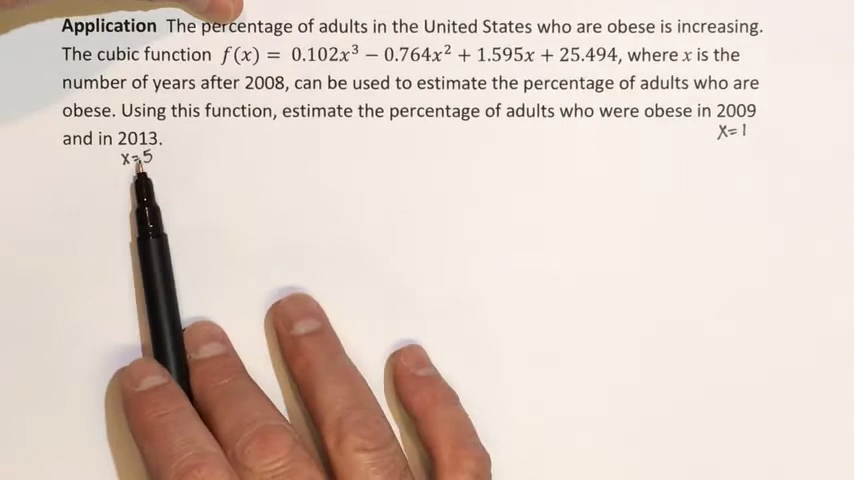 Application The percentage of adults in the United States who are obese is increasing.
The cubic function f(x) = 0.102x³ − 0.764x² + 1.595x + 25.494, where x is the
number of years after 2008, can be used to estimate the percentage of adults who are
obese. Using this function, estimate the percentage of adults who were obese in 2009
x=1
and in 2013.
x=5